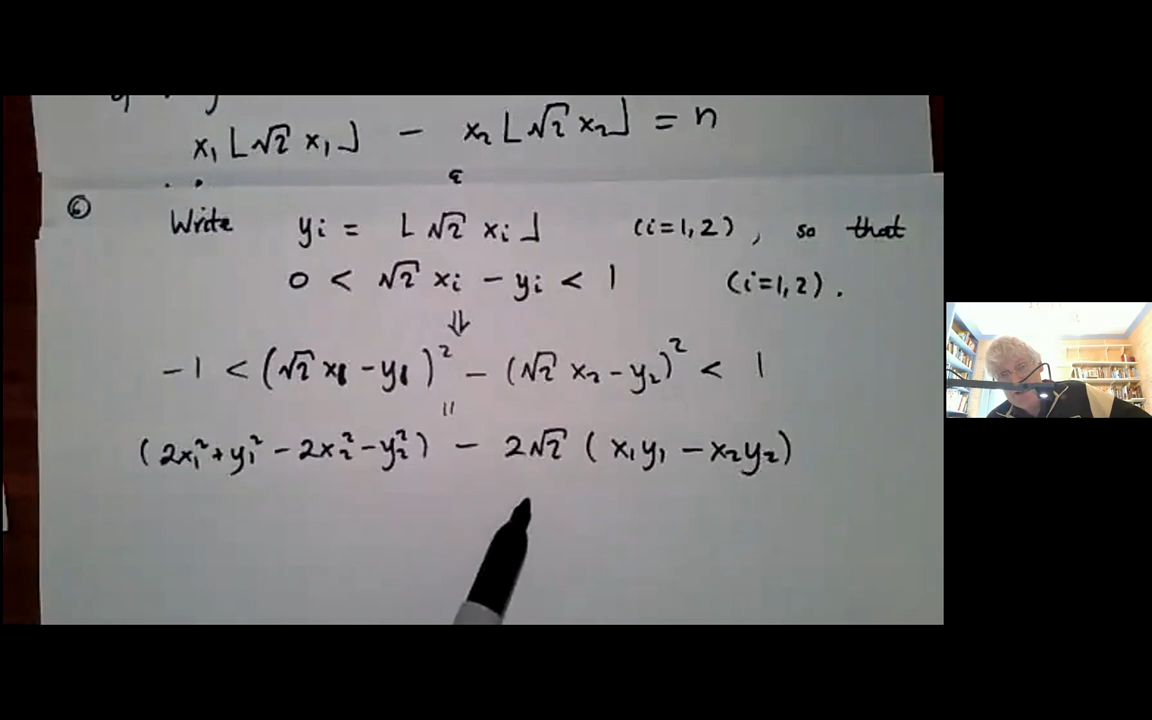 x₁ ⌊√2 x₁⌋ − x₂ ⌊√2 x₂⌋ = n
⑥ Write yᵢ = ⌊√2 xᵢ⌋ (i=1,2), so that
0 < √2 xᵢ − yᵢ < 1 (i=1,2).
⇓
−1 < (√2 x₁ − y₁)² − (√2 x₂ − y₂)² < 1
=
(2x₁² + y₁² − 2x₂² − y₂²) − 2√2 (x₁y₁ − x₂y₂)